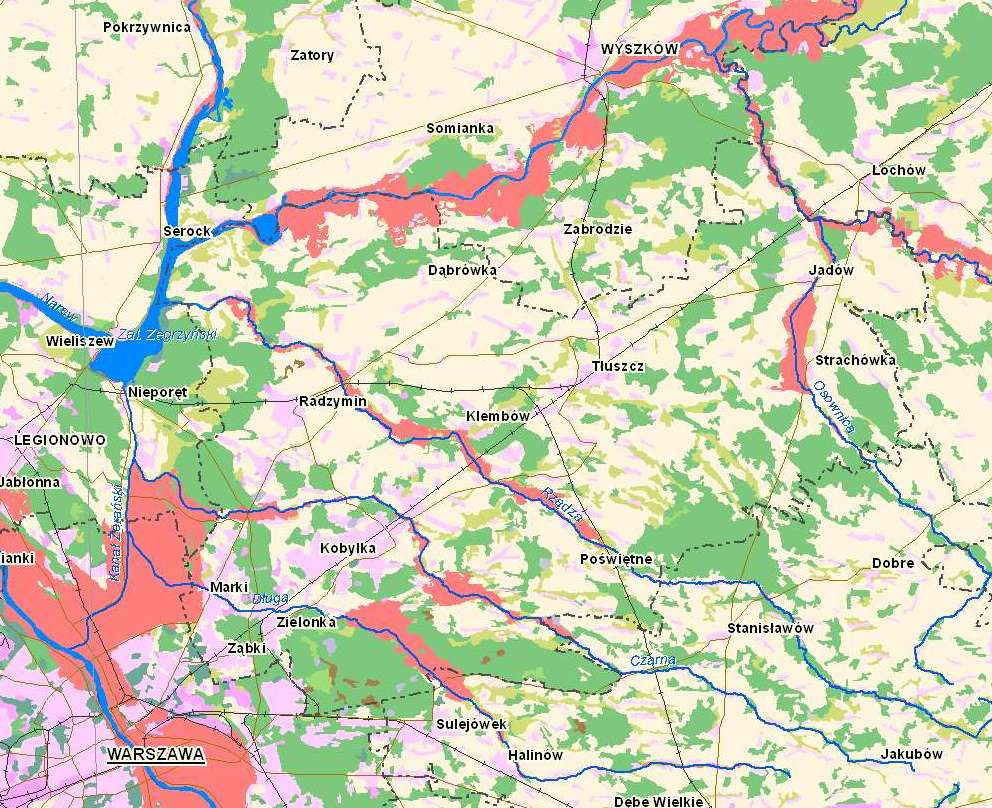 Pokrzywnica
Zatory
WYSZKÓW
Somianka
Łochów
Serock
Zabrodzie
Dąbrówka
Jadów
Narew
Zal. Zegrzyński
Wieliszew
Strachówka
Tłuszcz
Nieporęt
Radzymin
Klembów
Osownica
LEGIONOWO
Jabłonna
Rządza
Kanał Żerański
Kobyłka
ianki
Poświętne
Dobre
Marki
Długa
Zielonka
Stanisławów
Ząbki
Czarna
Sulejówek
WARSZAWA
Halinów
Jakubów
Dębe Wielkie